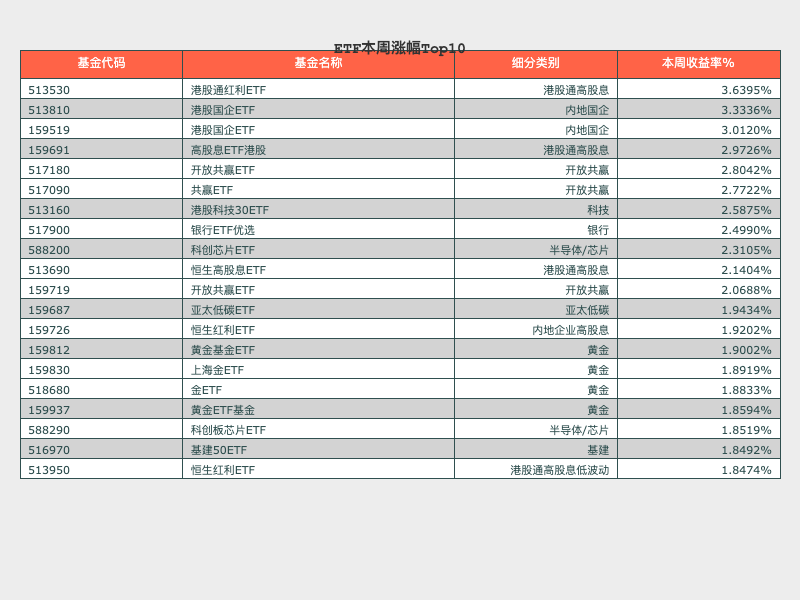 ETF本周涨幅Top10
基金代码 基金名称 细分类别 本周收益率%
513530 港股通红利ETF 港股通高股息 3.6395%
513810 港股国企ETF 内地国企 3.3336%
159519 港股国企ETF 内地国企 3.0120%
159691 高股息ETF港股 港股通高股息 2.9726%
517180 开放共赢ETF 开放共赢 2.8042%
517090 共赢ETF 开放共赢 2.7722%
513160 港股科技30ETF 科技 2.5875%
517900 银行ETF优选 银行 2.4990%
588200 科创芯片ETF 半导体/芯片 2.3105%
513690 恒生高股息ETF 港股通高股息 2.1404%
159719 开放共赢ETF 开放共赢 2.0688%
159687 亚太低碳ETF 亚太低碳 1.9434%
159726 恒生红利ETF 内地企业高股息 1.9202%
159812 黄金基金ETF 黄金 1.9002%
159830 上海金ETF 黄金 1.8919%
518680 金ETF 黄金 1.8833%
159937 黄金ETF基金 黄金 1.8594%
588290 科创板芯片ETF 半导体/芯片 1.8519%
516970 基建50ETF 基建 1.8492%
513950 恒生红利ETF 港股通高股息低波动 1.8474%